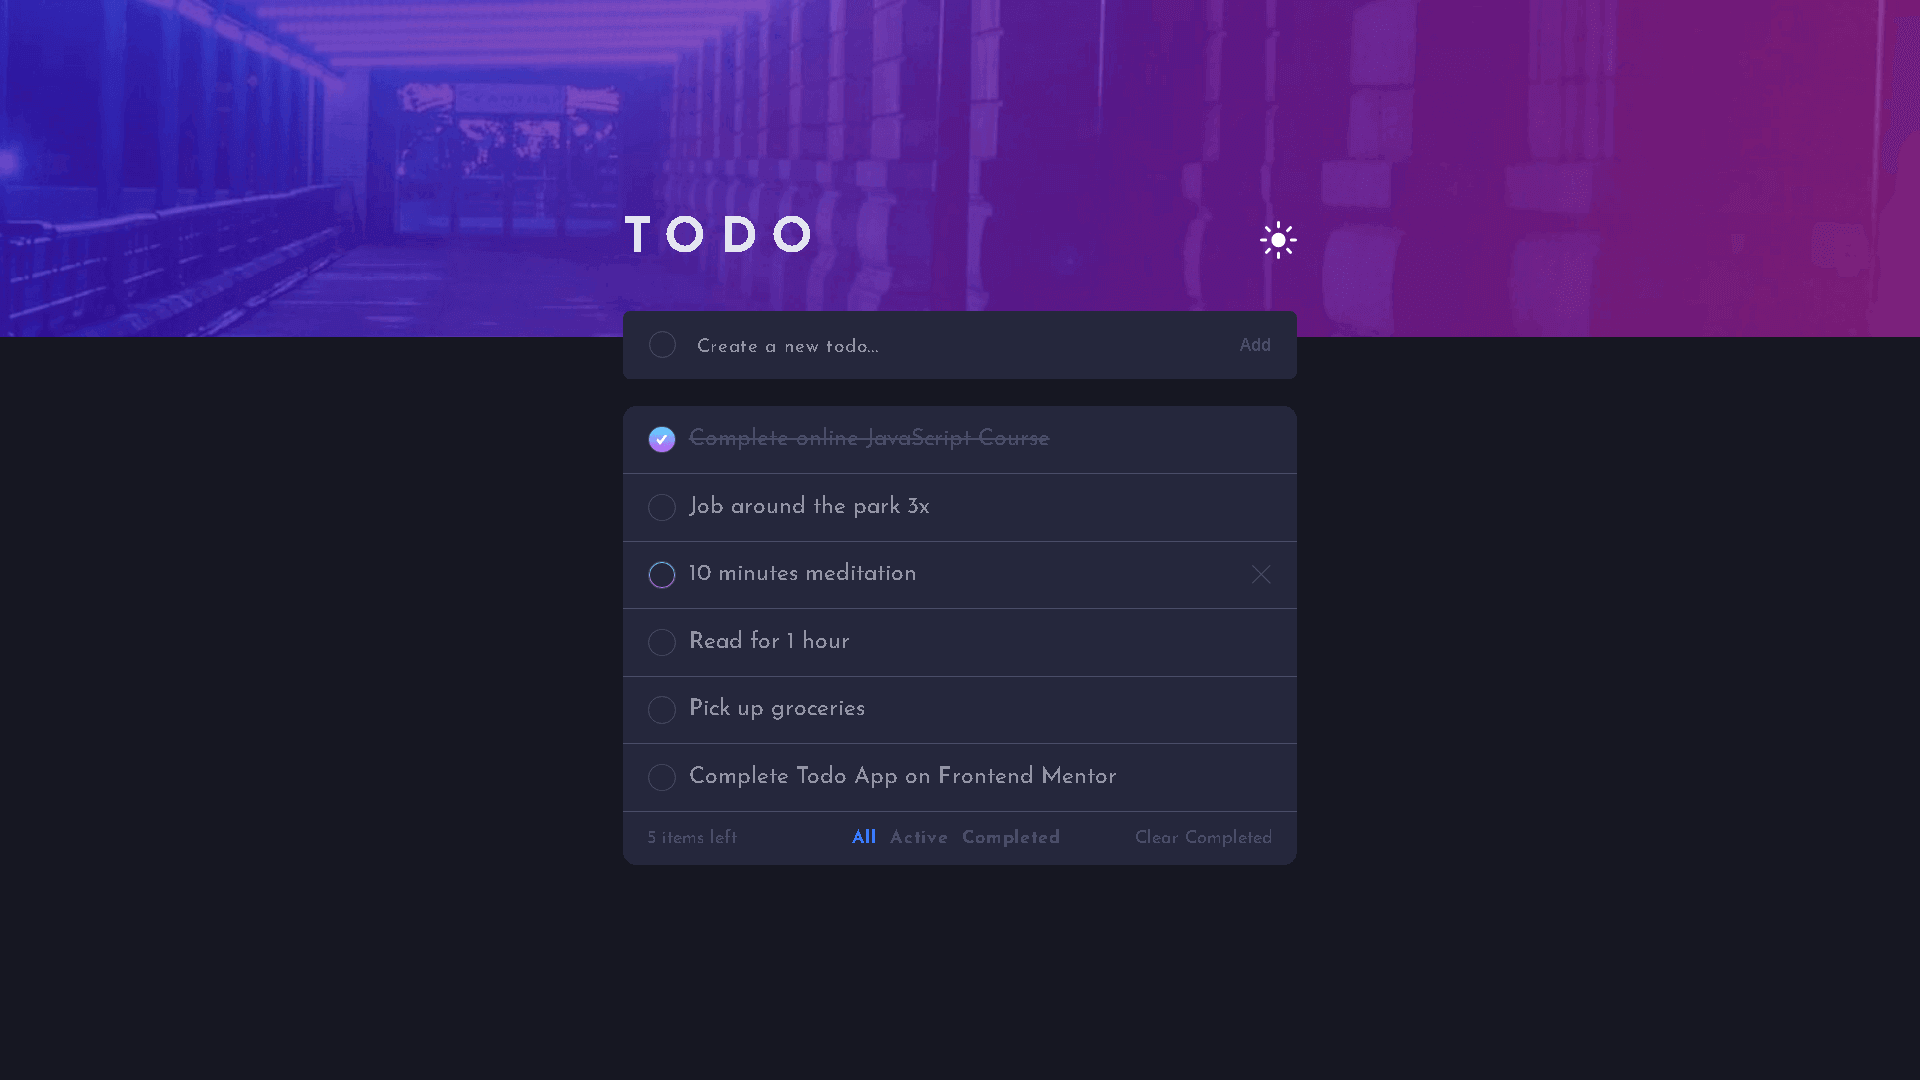 TODO
Create a new todo...
Add
Complete online JavaScript Course
Job around the park 3x
10 minutes meditation
Read for 1 hour
Pick up groceries
Complete Todo App on Frontend Mentor
5 items left All Active Completed Clear Completed